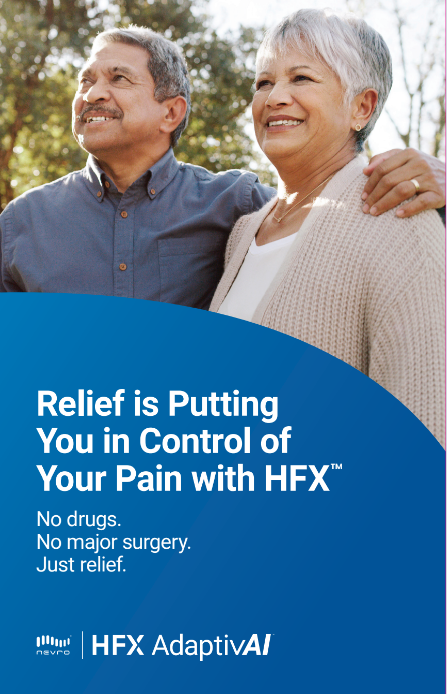 Relief is Putting
You in Control of
Your Pain with HFX™
No drugs.
No major surgery.
Just relief.
nevro HFX AdaptivAI